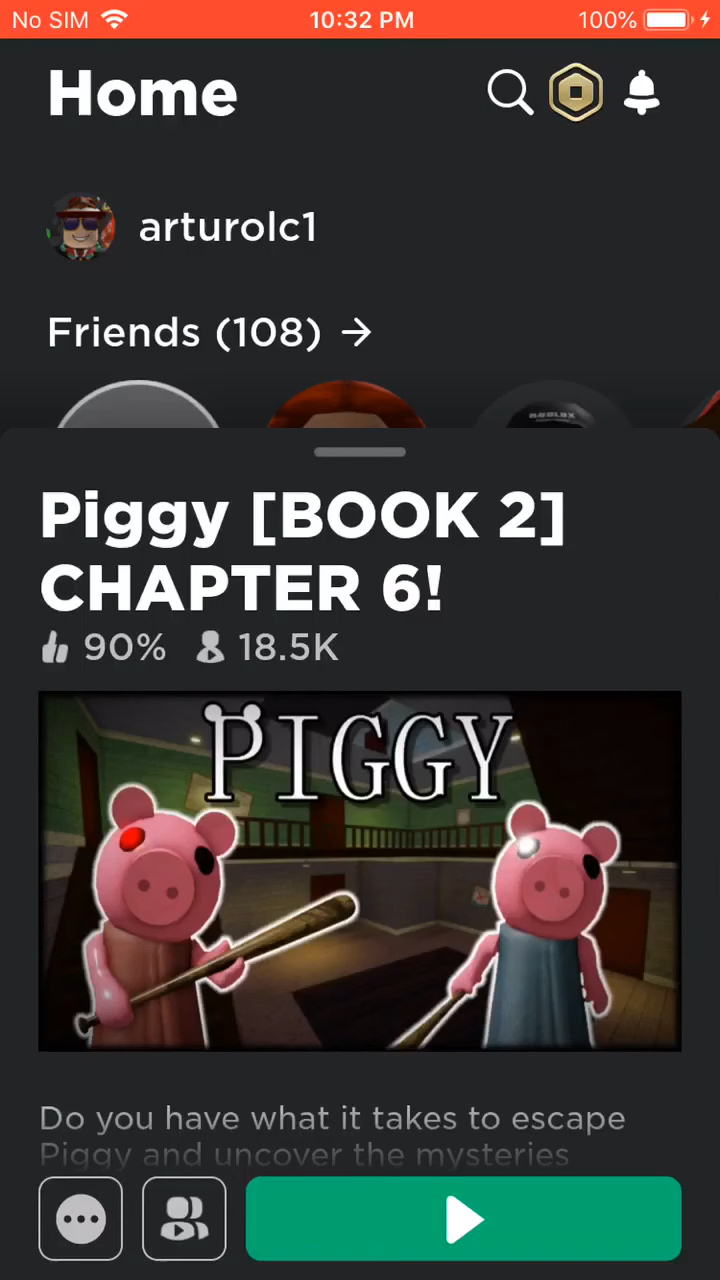 No SIM 10:32 PM 100%
Home
arturolc1
Friends (108) →
ROBLOX
Piggy [BOOK 2]
CHAPTER 6!
90% 18.5K
PIGGY
Do you have what it takes to escape
Piggy and uncover the mysteries